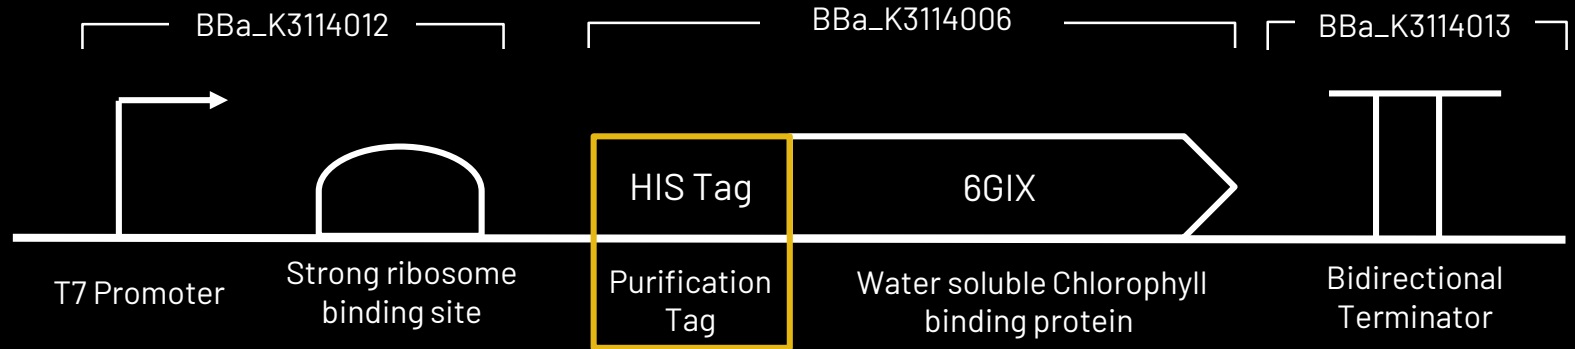 BBa_K3114012
BBa_K3114006
BBa_K3114013
HIS Tag
6GIX
T7 Promoter
Strong ribosome
binding site
Purification
Tag
Water soluble Chlorophyll
binding protein
Bidirectional
Terminator